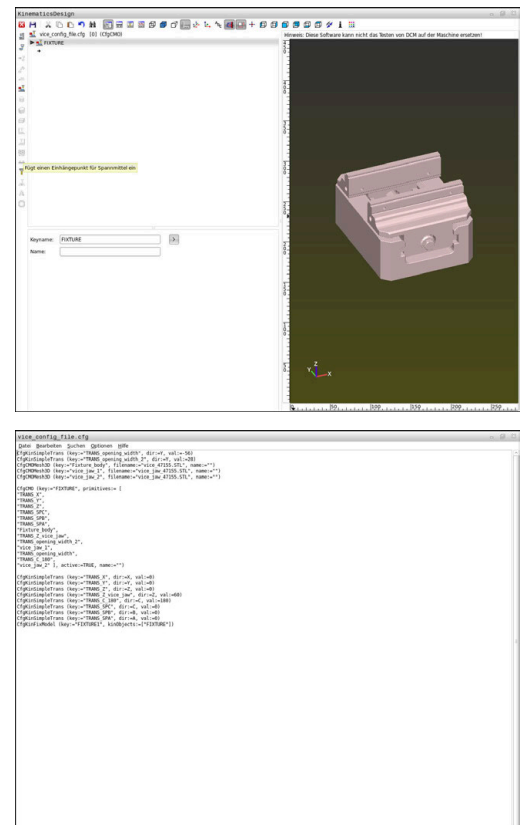 KinematicsDesign
vice_config_file.cfg [0] (CfgCMO)
FIXTURE
Hinweis: Diese Software kann nicht das Testen von DCM auf der Maschine ersetzen!
Fügt einen Einhängepunkt für Spannmittel ein
Keyname: FIXTURE >
Name:
Z
Y X
0 50 100 150 200 250
vice_config_file.cfg
Datei Bearbeiten Suchen Optionen Hilfe
CfgKinSimpleTrans (key:="TRANS_opening_width", dir:=Y, val:=-56)
CfgKinSimpleTrans (key:="TRANS_opening_width_2", dir:=Y, val:=28)
CfgCMOMesh3D (key:="Fixture_body", filename:="vice_47155.STL", name:="")
CfgCMOMesh3D (key:="vice_jaw_1", filename:="vice_jaw_47155.STL", name:="")
CfgCMOMesh3D (key:="vice_jaw_2", filename:="vice_jaw_47155.STL", name:="")
CfgCMO (key:="FIXTURE", primitives:= [
"TRANS_X",
"TRANS_Y",
"TRANS_Z",
"TRANS_SPC",
"TRANS_SPB",
"TRANS_SPA",
"Fixture_body",
"TRANS_Z_vice_jaw",
"TRANS_opening_width_2",
"vice_jaw_1",
"TRANS_opening_width",
"TRANS_C_180",
"vice_jaw_2" ], active:=TRUE, name:="")
CfgKinSimpleTrans (key:="TRANS_X", dir:=X, val:=0)
CfgKinSimpleTrans (key:="TRANS_Y", dir:=Y, val:=0)
CfgKinSimpleTrans (key:="TRANS_Z", dir:=Z, val:=0)
CfgKinSimpleTrans (key:="TRANS_Z_vice_jaw", dir:=Z, val:=60)
CfgKinSimpleTrans (key:="TRANS_C_180", dir:=C, val:=180)
CfgKinSimpleTrans (key:="TRANS_SPC", dir:=C, val:=0)
CfgKinSimpleTrans (key:="TRANS_SPB", dir:=B, val:=0)
CfgKinSimpleTrans (key:="TRANS_SPA", dir:=A, val:=0)
CfgKinFixModel (key:="FIXTURE1", kinObjects:=["FIXTURE"])